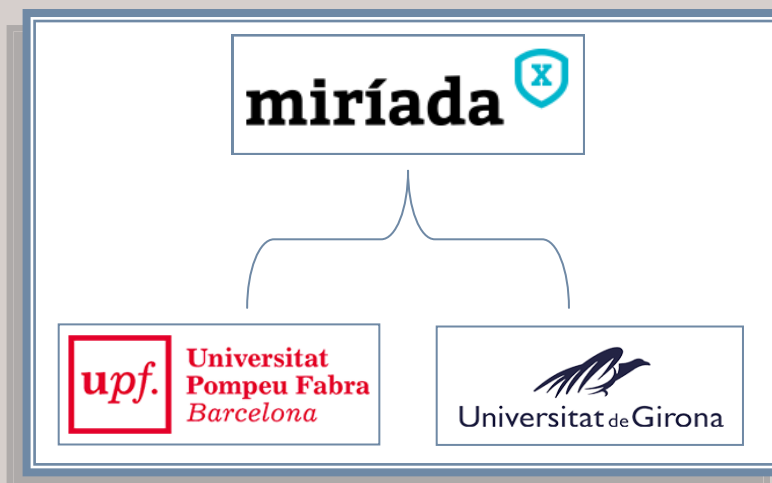 miríada X
upf.
Universitat
Pompeu Fabra
Barcelona
Universitat de Girona